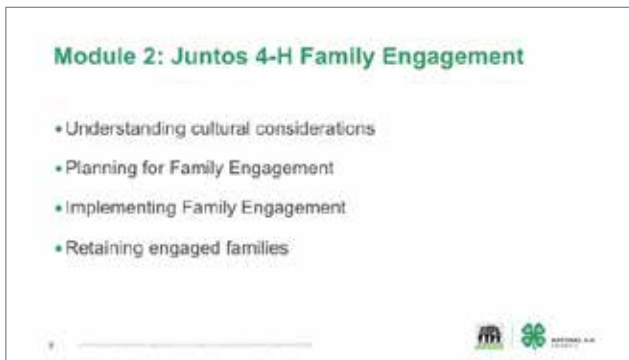 Module 2: Juntos 4-H Family Engagement
• Understanding cultural considerations
• Planning for Family Engagement
• Implementing Family Engagement
• Retaining engaged families